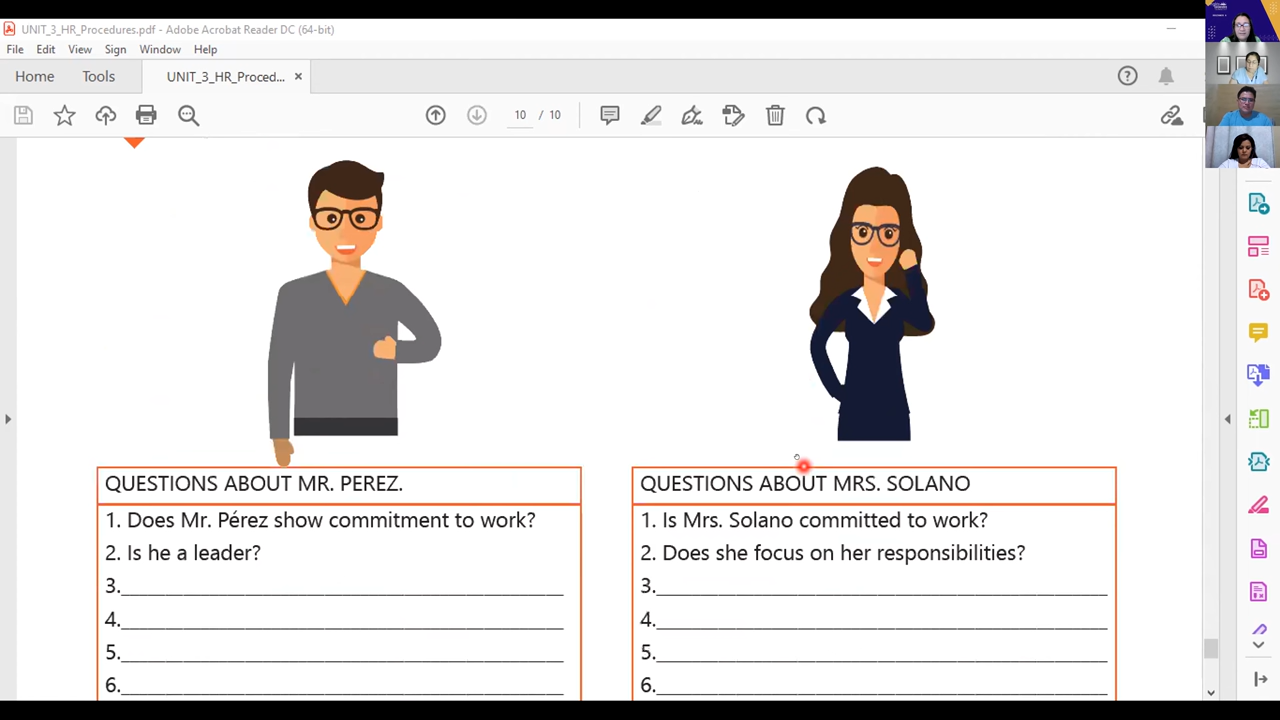 UNIT_3_HR_Procedures.pdf - Adobe Acrobat Reader DC (64-bit)
File Edit View Sign Window Help
Home Tools UNIT_3_HR_Proced... ×
10 / 10
QUESTIONS ABOUT MR. PEREZ.
1. Does Mr. Pérez show commitment to work?
2. Is he a leader?
3.
4.
5.
6.
QUESTIONS ABOUT MRS. SOLANO
1. Is Mrs. Solano committed to work?
2. Does she focus on her responsibilities?
3.
4.
5.
6.